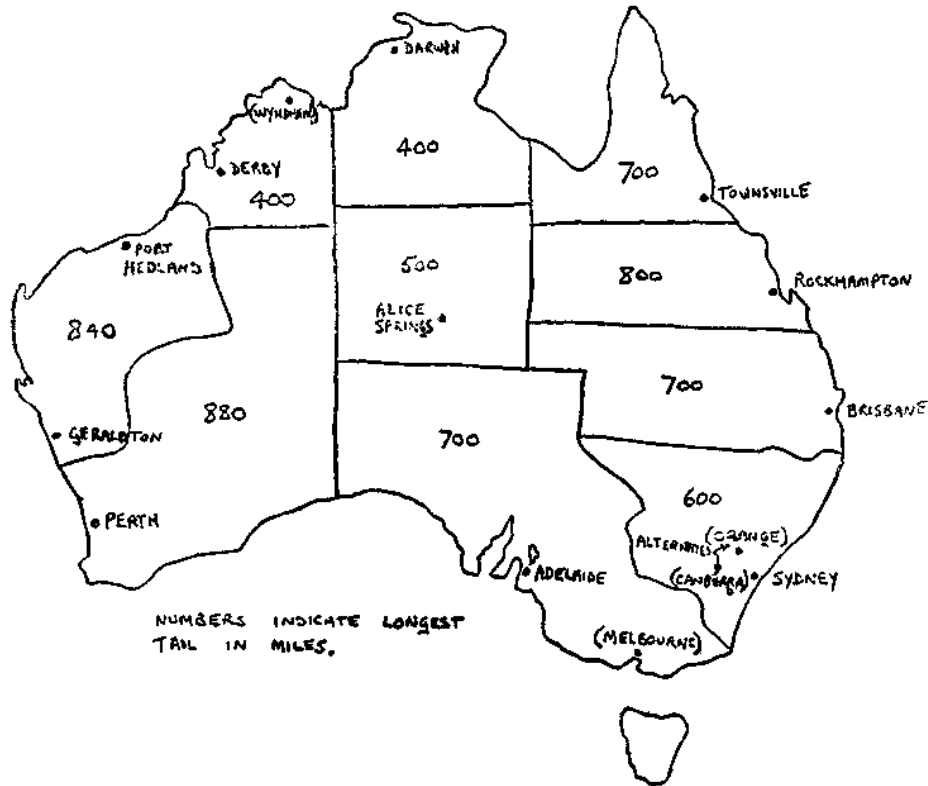 DARWIN
(WYNDHAM)
400
DERBY
400
700
TOWNSVILLE
PORT
HEDLAND
500
800
ROCKHAMPTON
ALICE
SPRINGS
840
700
BRISBANE
GERALDTON
880
700
600
PERTH
ALTERNATES
(ORANGE)
(CANBERRA)
SYDNEY
ADELAIDE
(MELBOURNE)
NUMBERS INDICATE LONGEST
TAIL IN MILES.